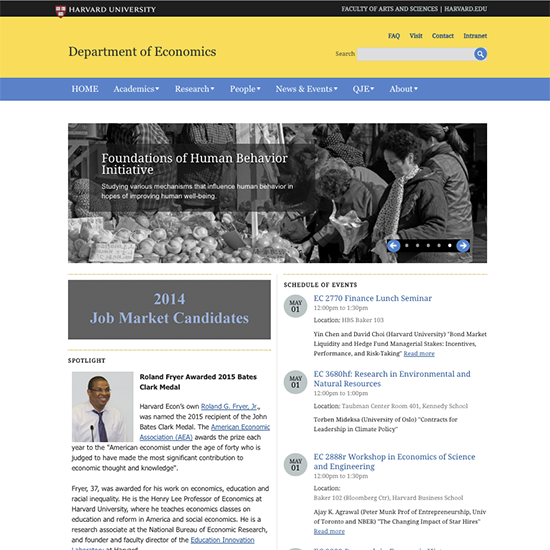 HARVARD UNIVERSITY
FACULTY OF ARTS AND SCIENCES | HARVARD.EDU
FAQ Visit Contact Intranet
Department of Economics
Search
HOME Academics Research People News & Events QJE About
Foundations of Human Behavior
Initiative
Studying various mechanisms that influence human behavior in
hopes of improving human well-being.
2014
Job Market Candidates
SPOTLIGHT
Roland Fryer Awarded 2015 Bates
Clark Medal
Harvard Econ's own Roland G. Fryer, Jr.,
was named the 2015 recipient of the John
Bates Clark Medal. The American Economic
Association (AEA) awards the prize each
year to the "American economist under the age of forty who is
judged to have made the most significant contribution to
economic thought and knowledge".
Fryer, 37, was awarded for his work on economics, education and
racial inequality. He is the Henry Lee Professor of Economics at
Harvard University, where he teaches economics classes on
education and reform in America and social economics. He is a
research associate at the National Bureau of Economic Research,
and founder and faculty director of the Education Innovation
Laboratory at Harvard
SCHEDULE OF EVENTS
MAY
01
EC 2770 Finance Lunch Seminar
12:00pm to 1:30pm
Location: HBS Baker 103
Yin Chen and David Choi (Harvard University) "Bond Market
Liquidity and Hedge Fund Managerial Stakes: Incentives,
Performance, and Risk-Taking" Read more
MAY
01
EC 3680hf: Research in Environmental and
Natural Resources
12:00pm to 1:00pm
Location: Taubman Center Room 401, Kennedy School
Torben Mideksa (University of Oslo) "Contracts for
Leadership in Climate Policy"
MAY
01
EC 2888r Workshop in Economics of Science
and Engineering
12:00pm to 1:30pm
Location:
Baker 102 (Bloomberg Ctr), Harvard Business School
Ajay K. Agrawal (Peter Munk Prof of Entrepreneurship, Univ
of Toronto and NBER) "The Changing Impact of Star Hires"
Read more